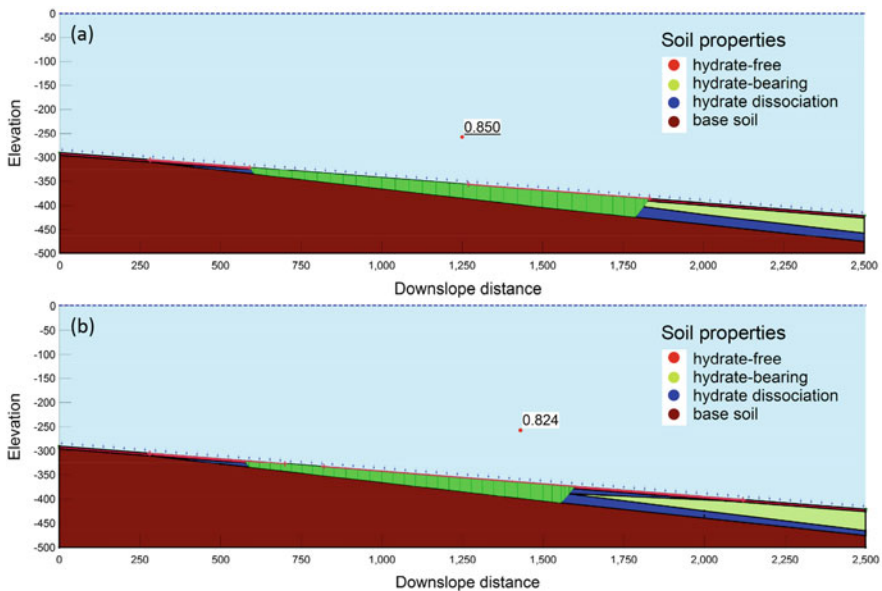 (a)
Soil properties
hydrate-free
hydrate-bearing
hydrate dissociation
base soil
0.850
Elevation
0
-50
-100
-150
-200
-250
-300
-350
-400
-450
-500
0 250 500 750 1,000 1,250 1,500 1,750 2,000 2,250 2,500
Downslope distance
(b)
Soil properties
hydrate-free
hydrate-bearing
hydrate dissociation
base soil
0.824
Elevation
0
-50
-100
-150
-200
-250
-300
-350
-400
-450
-500
0 250 500 750 1,000 1,250 1,500 1,750 2,000 2,250 2,500
Downslope distance